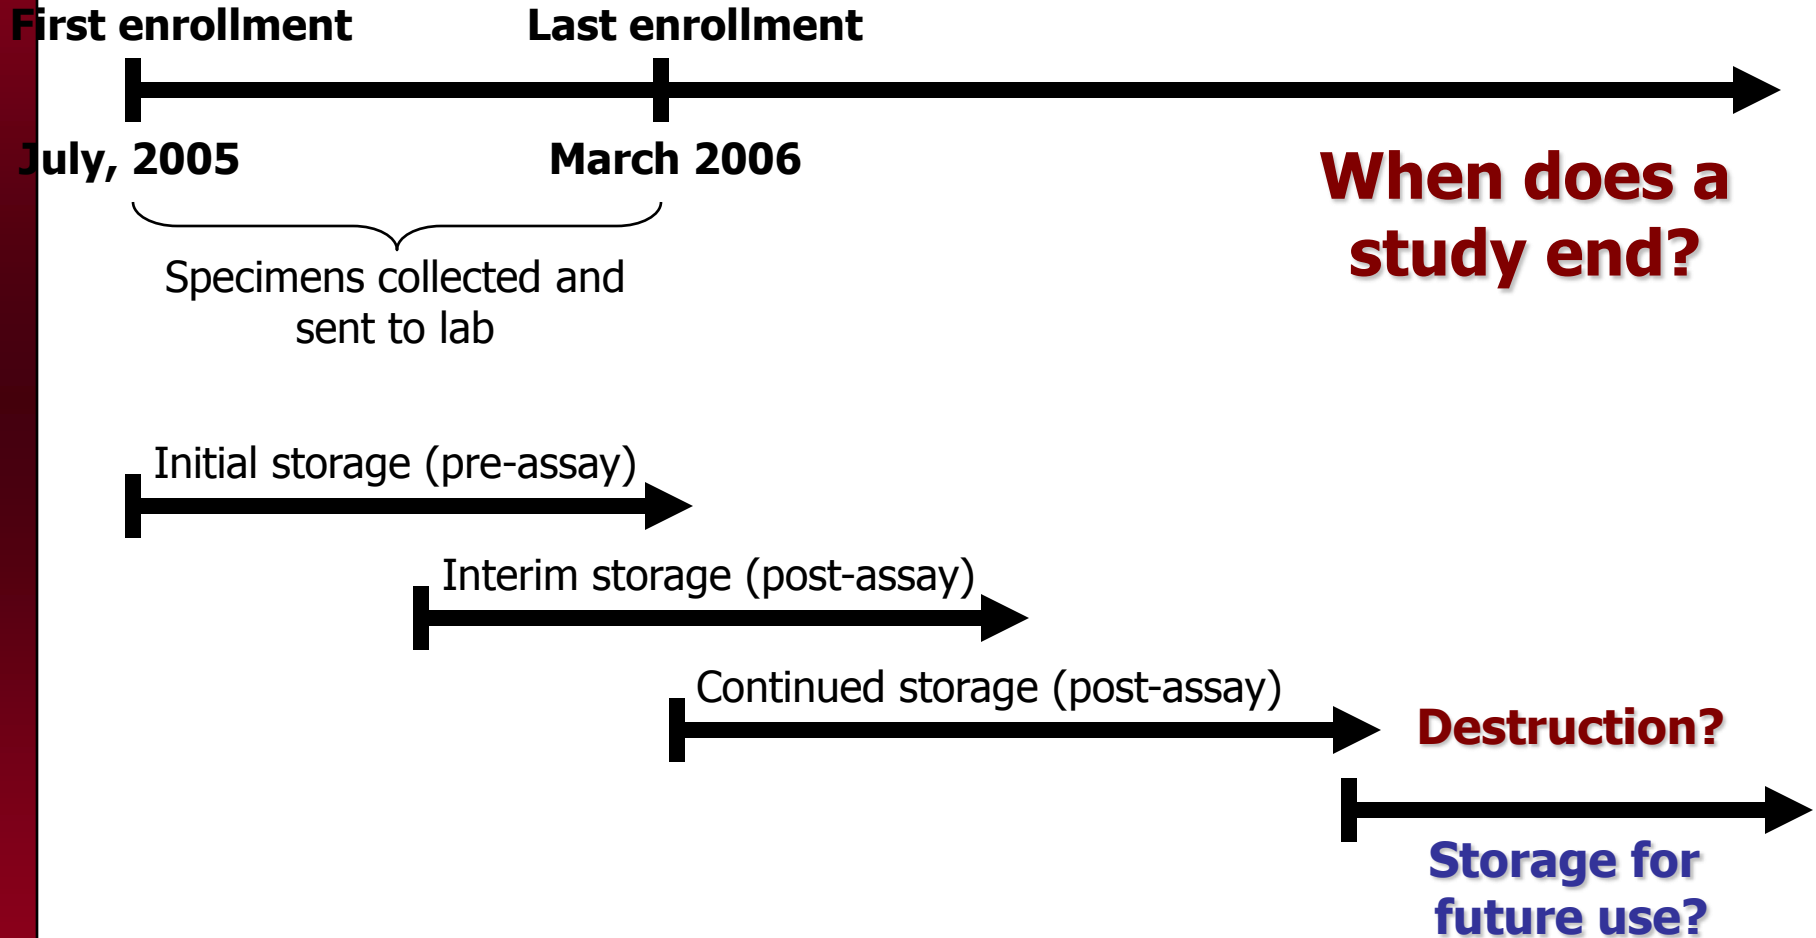 First enrollment
Last enrollment
July, 2005
March 2006
When does a
study end?
Specimens collected and
sent to lab
Initial storage (pre-assay)
Interim storage (post-assay)
Continued storage (post-assay)
Destruction?
Storage for
future use?